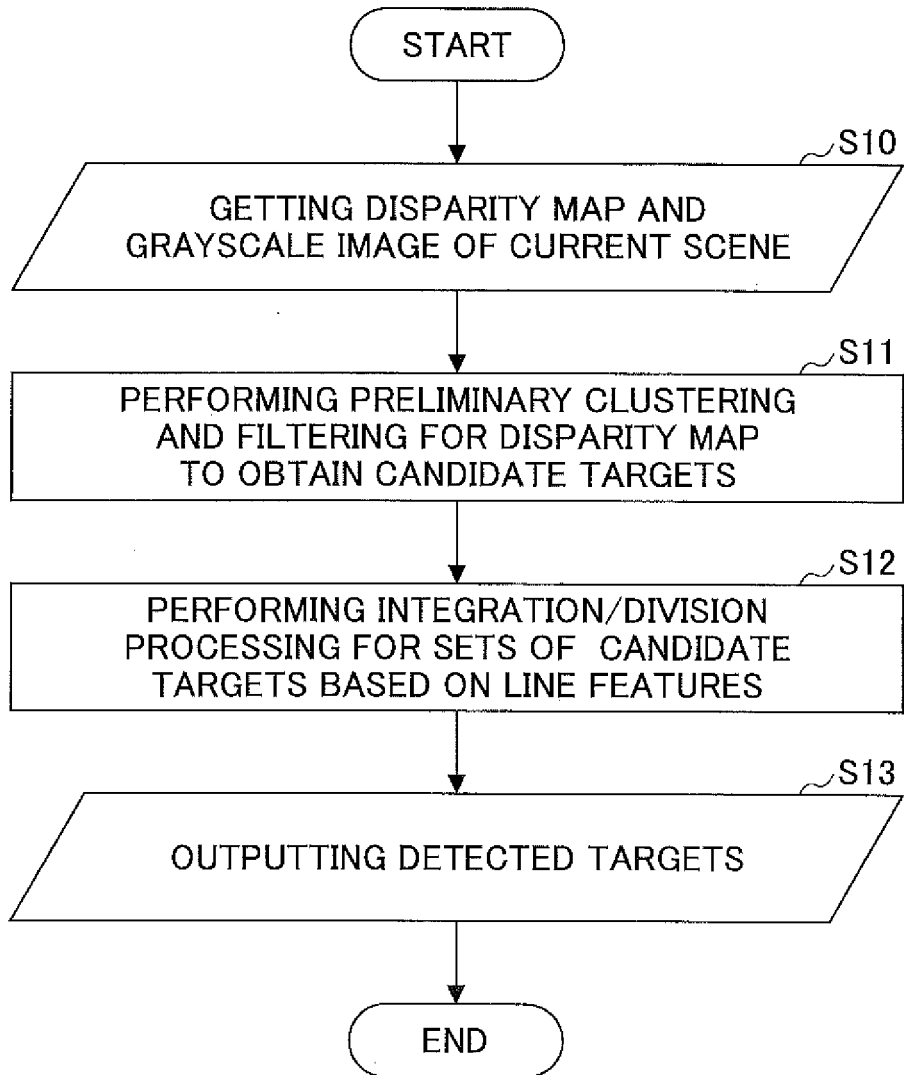 START
S10
GETTING DISPARITY MAP AND
GRAYSCALE IMAGE OF CURRENT SCENE
S11
PERFORMING PRELIMINARY CLUSTERING
AND FILTERING FOR DISPARITY MAP
TO OBTAIN CANDIDATE TARGETS
S12
PERFORMING INTEGRATION/DIVISION
PROCESSING FOR SETS OF CANDIDATE
TARGETS BASED ON LINE FEATURES
S13
OUTPUTTING DETECTED TARGETS
END